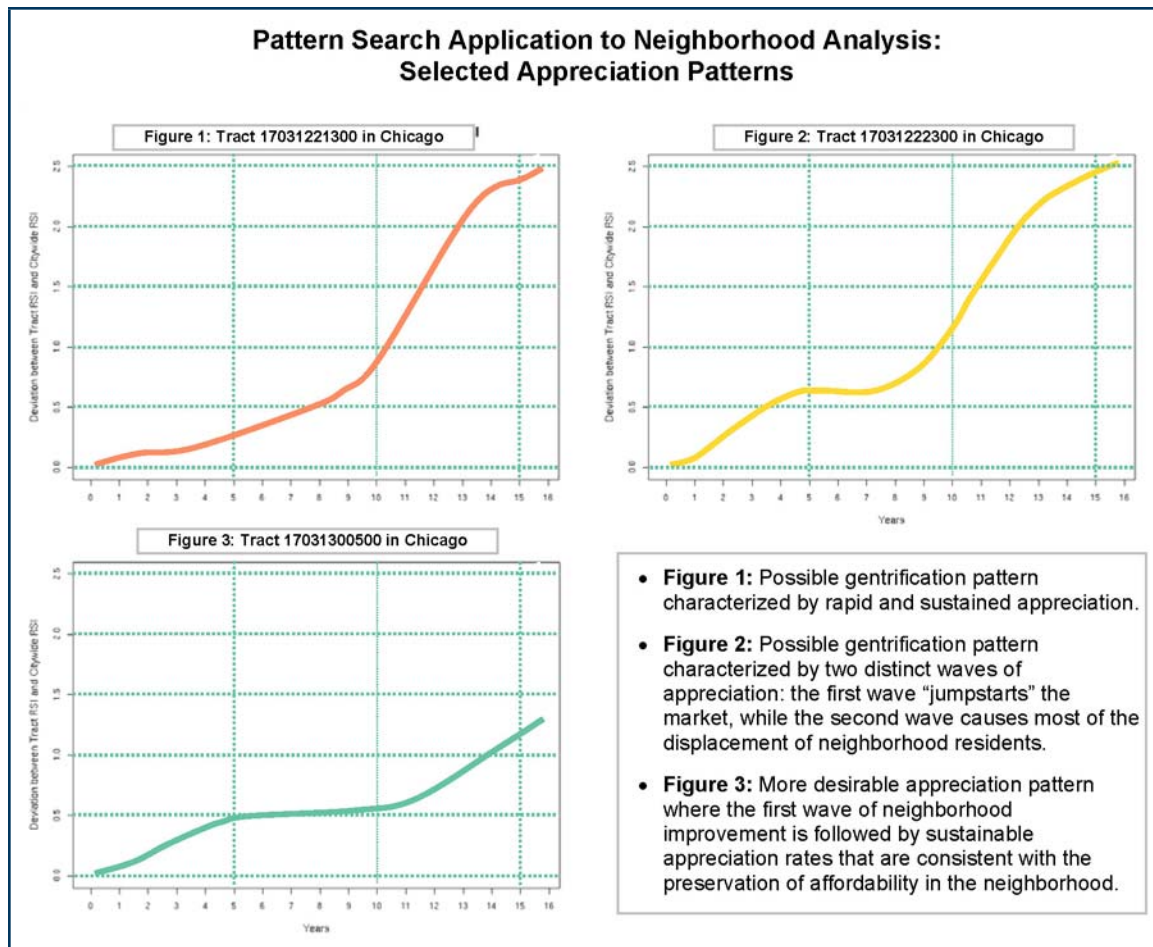 Pattern Search Application to Neighborhood Analysis:
Selected Appreciation Patterns
Figure 1: Tract 17031221300 in Chicago
Deviation between Tract RSI and Citywide RSI
2.5
2.0
1.5
1.0
0.5
0.0
0 1 2 3 4 5 6 7 8 9 10 11 12 13 14 15 16
Figure 2: Tract 17031222300 in Chicago
Deviation between Tract RSI and Citywide RSI
2.5
2.0
1.5
1.0
0.5
0.0
0 1 2 3 4 5 6 7 8 9 10 11 12 13 14 15 16
Years
Figure 3: Tract 17031300500 in Chicago
Deviation between Tract RSI and Citywide RSI
2.5
2.0
1.5
1.0
0.5
0.0
0 1 2 3 4 5 6 7 8 9 10 11 12 13 14 15 16
Years
• Figure 1: Possible gentrification pattern
characterized by rapid and sustained appreciation.
• Figure 2: Possible gentrification pattern
characterized by two distinct waves of
appreciation: the first wave “jumpstarts” the
market, while the second wave causes most of the
displacement of neighborhood residents.
• Figure 3: More desirable appreciation pattern
where the first wave of neighborhood
improvement is followed by sustainable
appreciation rates that are consistent with the
preservation of affordability in the neighborhood.